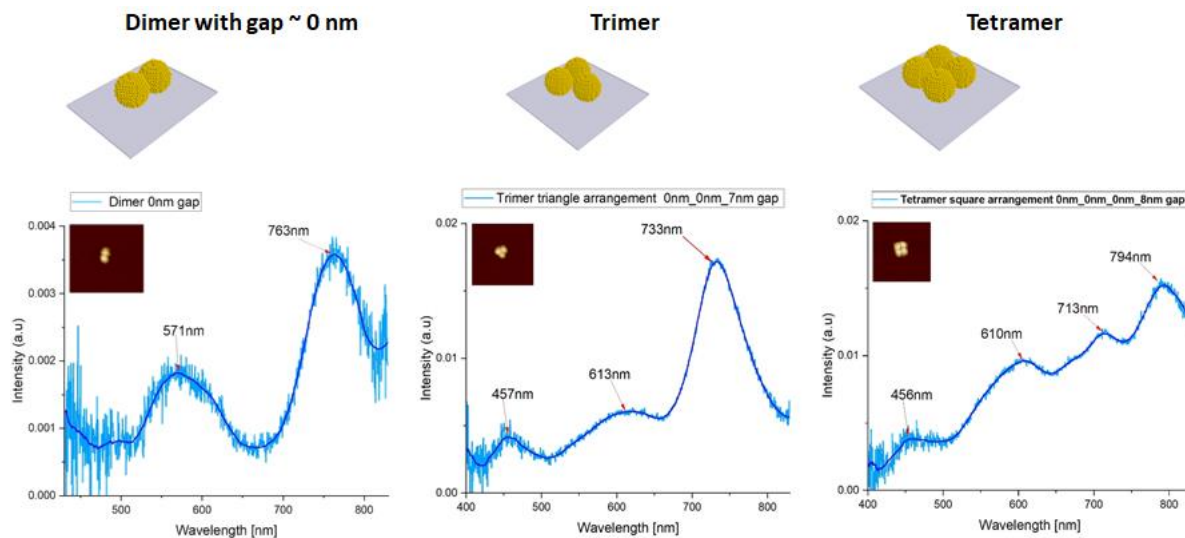 Dimer with gap ~ 0 nm
Trimer
Tetramer
Dimer 0nm gap
0.004
0.003
0.002
0.001
0.000
Intensity (a.u)
571nm
763nm
500
600
700
800
Wavelength [nm]
Trimer triangle arrangement 0nm_0nm_7nm gap
0.02
0.01
0.00
Intensity (a.u)
457nm
613nm
733nm
400
500
600
700
800
Wavelength [nm]
Tetramer square arrangement 0nm_0nm_0nm_8nm gap
0.02
0.01
0.00
Intensity (a.u)
456nm
610nm
713nm
794nm
400
500
600
700
800
Wavelength [nm]